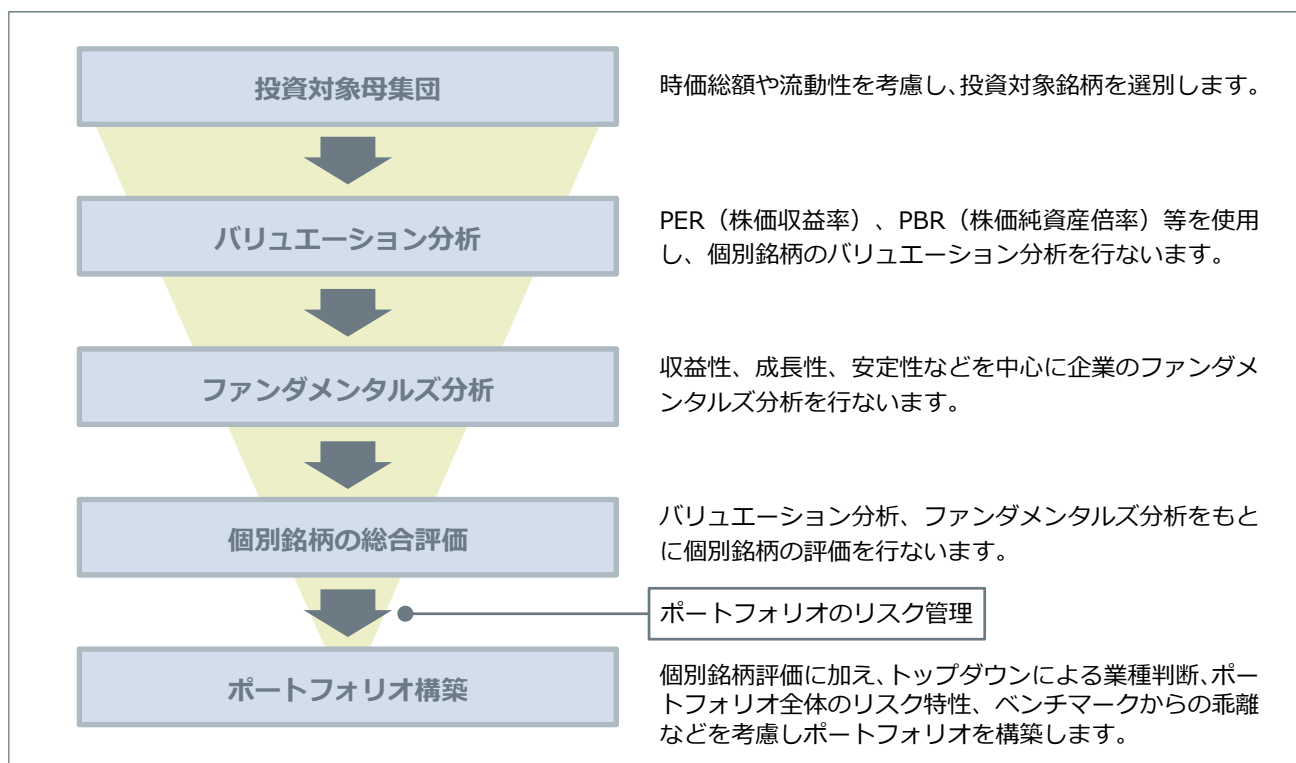 投資対象母集団
時価総額や流動性を考慮し、投資対象銘柄を選別します。
バリュエーション分析
PER（株価収益率）、PBR（株価純資産倍率）等を使用
し、個別銘柄のバリュエーション分析を行ないます。
ファンダメンタルズ分析
収益性、成長性、安定性などを中心に企業のファンダメ
ンタルズ分析を行ないます。
個別銘柄の総合評価
バリュエーション分析、ファンダメンタルズ分析をもと
に個別銘柄の評価を行ないます。
ポートフォリオのリスク管理
ポートフォリオ構築
個別銘柄評価に加え、トップダウンによる業種判断、ポー
トフォリオ全体のリスク特性、ベンチマークからの乖離
などを考慮しポートフォリオを構築します。